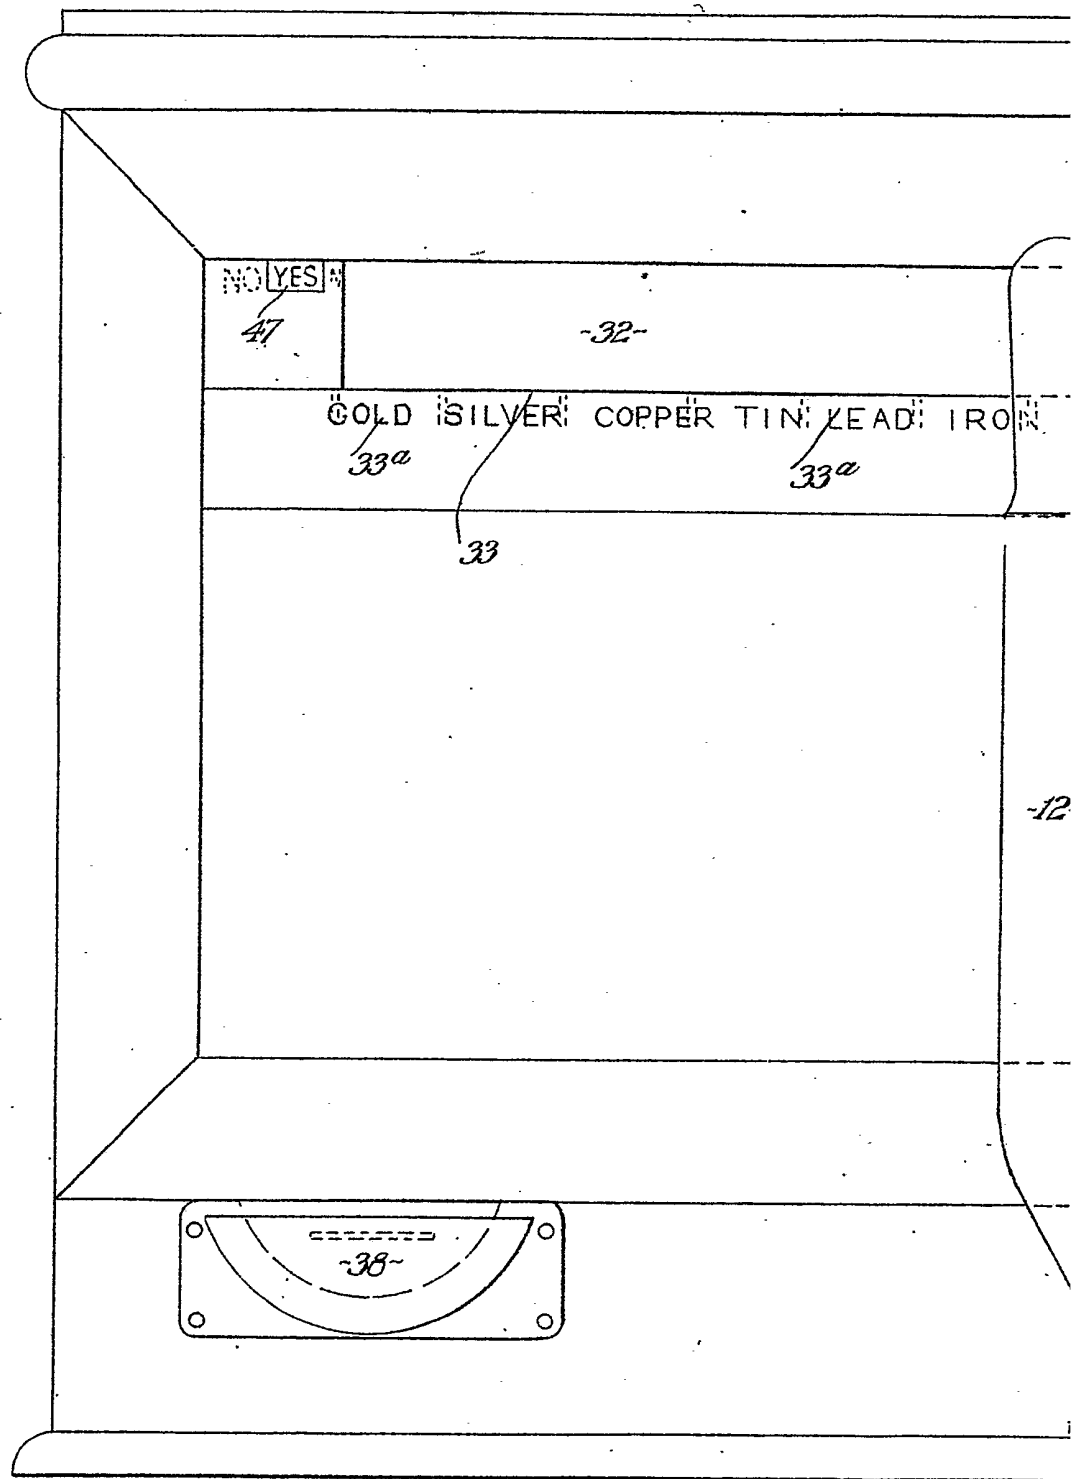 NO YES N
47
-32-
GOLD SILVER COPPER TIN LEAD IRON
33a 33a
33
-12
-38-